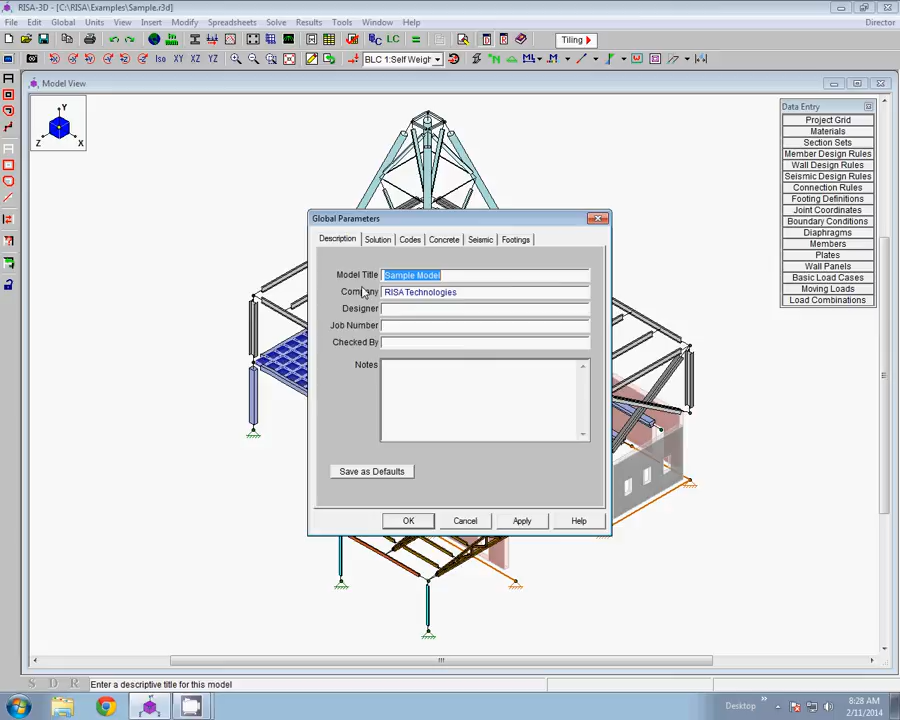 RISA-3D - [C:\RISA\Examples\Sample.r3d]
File Edit Global Units View Insert Modify Spreadsheets Solve Results Tools Window Help Director
Iso XY XZ YZ BLC 1:Self Weigh Tiling
Model View
Y
Z X
Data Entry
Project Grid
Materials
Section Sets
Member Design Rules
Wall Design Rules
Seismic Design Rules
Connection Rules
Footing Definitions
Joint Coordinates
Boundary Conditions
Diaphragms
Members
Plates
Wall Panels
Basic Load Cases
Moving Loads
Load Combinations
Global Parameters
Description Solution Codes Concrete Seismic Footings
Model Title Sample Model
Company RISA Technologies
Designer
Job Number
Checked By
Notes
Save as Defaults
OK Cancel Apply Help
S D R Enter a descriptive title for this model
Desktop 8:28 AM
2/11/2014